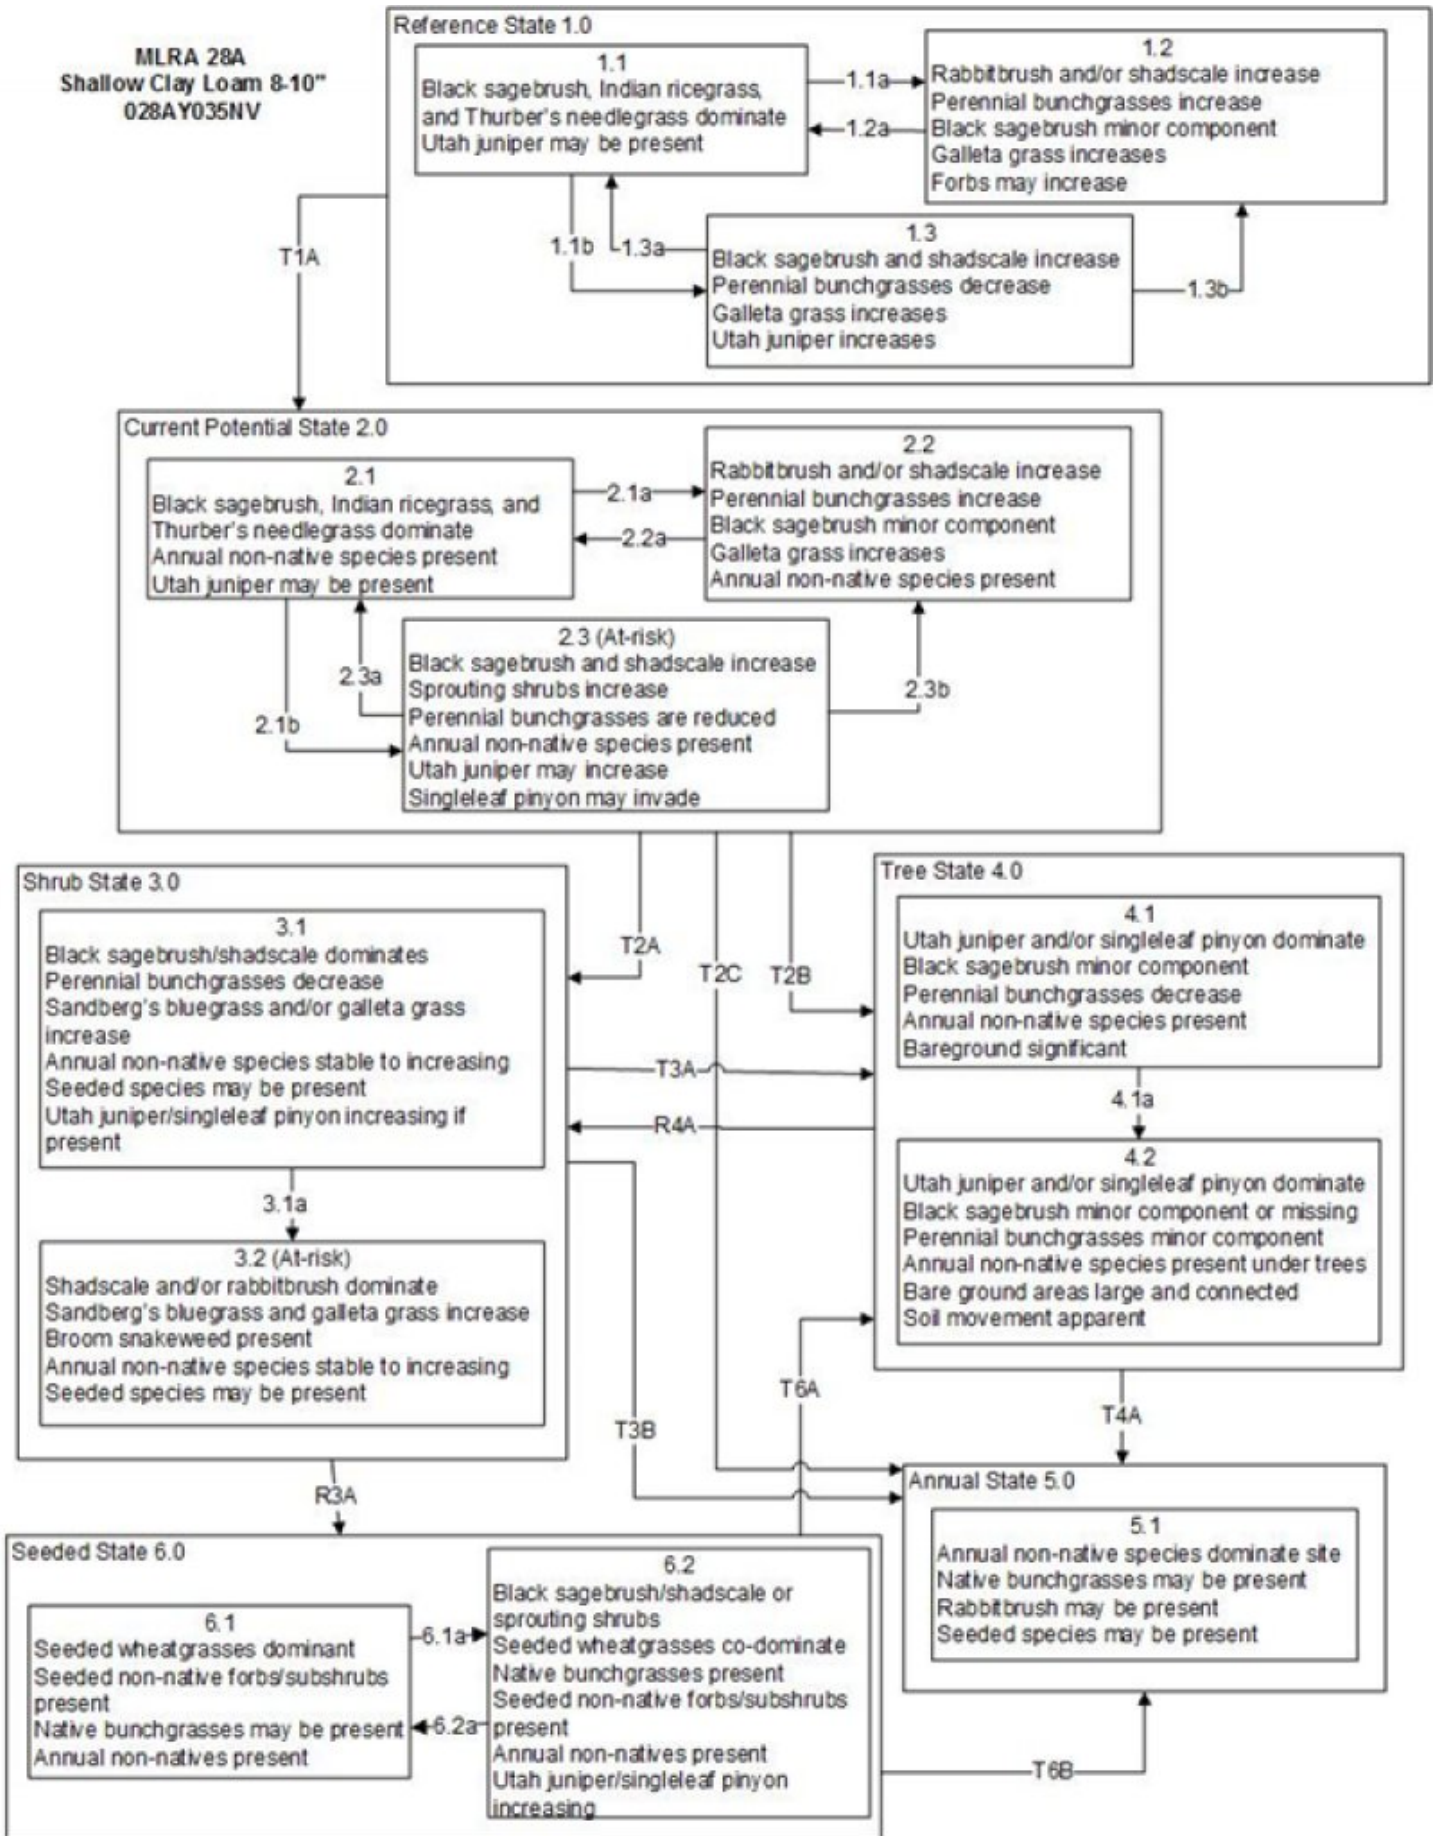 MLRA 28A
Shallow Clay Loam 8-10"
028AY035NV
Reference State 1.0
1.1
Black sagebrush, Indian ricegrass,
and Thurber's needlegrass dominate
Utah juniper may be present
1.1a
1.2a
1.2
Rabbitbrush and/or shadscale increase
Perennial bunchgrasses increase
Black sagebrush minor component
Galleta grass increases
Forbs may increase
1.1b
1.3a
1.3
Black sagebrush and shadscale increase
Perennial bunchgrasses decrease
Galleta grass increases
Utah juniper increases
1.3b
T1A
Current Potential State 2.0
2.1
Black sagebrush, Indian ricegrass, and
Thurber's needlegrass dominate
Annual non-native species present
Utah juniper may be present
2.1a
2.2a
2.2
Rabbitbrush and/or shadscale increase
Perennial bunchgrasses increase
Black sagebrush minor component
Galleta grass increases
Annual non-native species present
2.1b
2.3a
2.3 (At-risk)
Black sagebrush and shadscale increase
Sprouting shrubs increase
Perennial bunchgrasses are reduced
Annual non-native species present
Utah juniper may increase
Singleleaf pinyon may invade
2.3b
Shrub State 3.0
3.1
Black sagebrush/shadscale dominates
Perennial bunchgrasses decrease
Sandberg's bluegrass and/or galleta grass
increase
Annual non-native species stable to increasing
Seeded species may be present
Utah juniper/singleleaf pinyon increasing if
present
3.1a
3.2 (At-risk)
Shadscale and/or rabbitbrush dominate
Sandberg's bluegrass and galleta grass increase
Broom snakeweed present
Annual non-native species stable to increasing
Seeded species may be present
T2A
T2C
T2B
T3A
R4A
T3B
T6A
Tree State 4.0
4.1
Utah juniper and/or singleleaf pinyon dominate
Black sagebrush minor component
Perennial bunchgrasses decrease
Annual non-native species present
Bareground significant
4.1a
4.2
Utah juniper and/or singleleaf pinyon dominate
Black sagebrush minor component or missing
Perennial bunchgrasses minor component
Annual non-native species present under trees
Bare ground areas large and connected
Soil movement apparent
T4A
R3A
Annual State 5.0
5.1
Annual non-native species dominate site
Native bunchgrasses may be present
Rabbitbrush may be present
Seeded species may be present
Seeded State 6.0
6.1
Seeded wheatgrasses dominant
Seeded non-native forbs/subshrubs
present
Native bunchgrasses may be present
Annual non-natives present
6.1a
6.2a
6.2
Black sagebrush/shadscale or
sprouting shrubs
Seeded wheatgrasses co-dominate
Native bunchgrasses present
Seeded non-native forbs/subshrubs
present
Annual non-natives present
Utah juniper/singleleaf pinyon
increasing
T6B